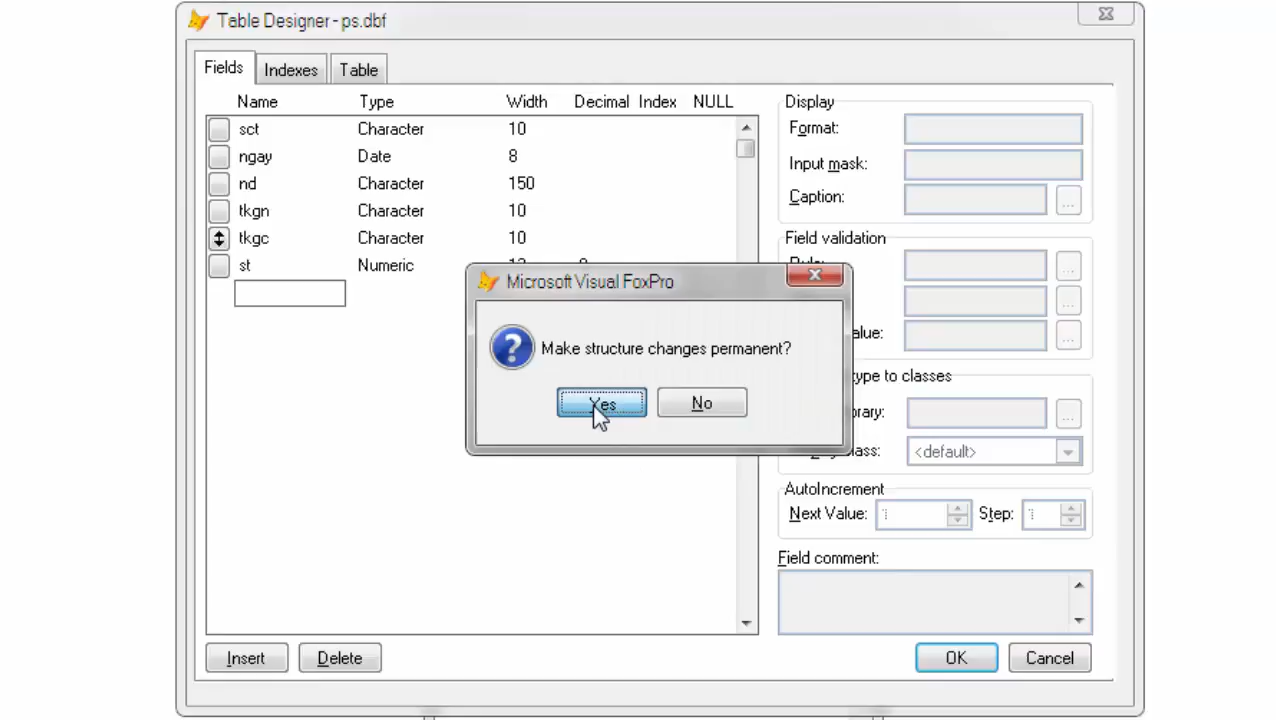 Table Designer - ps.dbf
Fields Indexes Table
Name Type Width Decimal Index NULL
sct Character 10
ngay Date 8
nd Character 150
tkgn Character 10
tkgc Character 10
st Numeric
Display
Format:
Input mask:
Caption:
...
Field validation
...
...
...
type to classes
...
<default>
AutoIncrement
Next Value: 1 Step: 1
Field comment:
Microsoft Visual FoxPro
Make structure changes permanent?
Yes No
Insert Delete OK Cancel